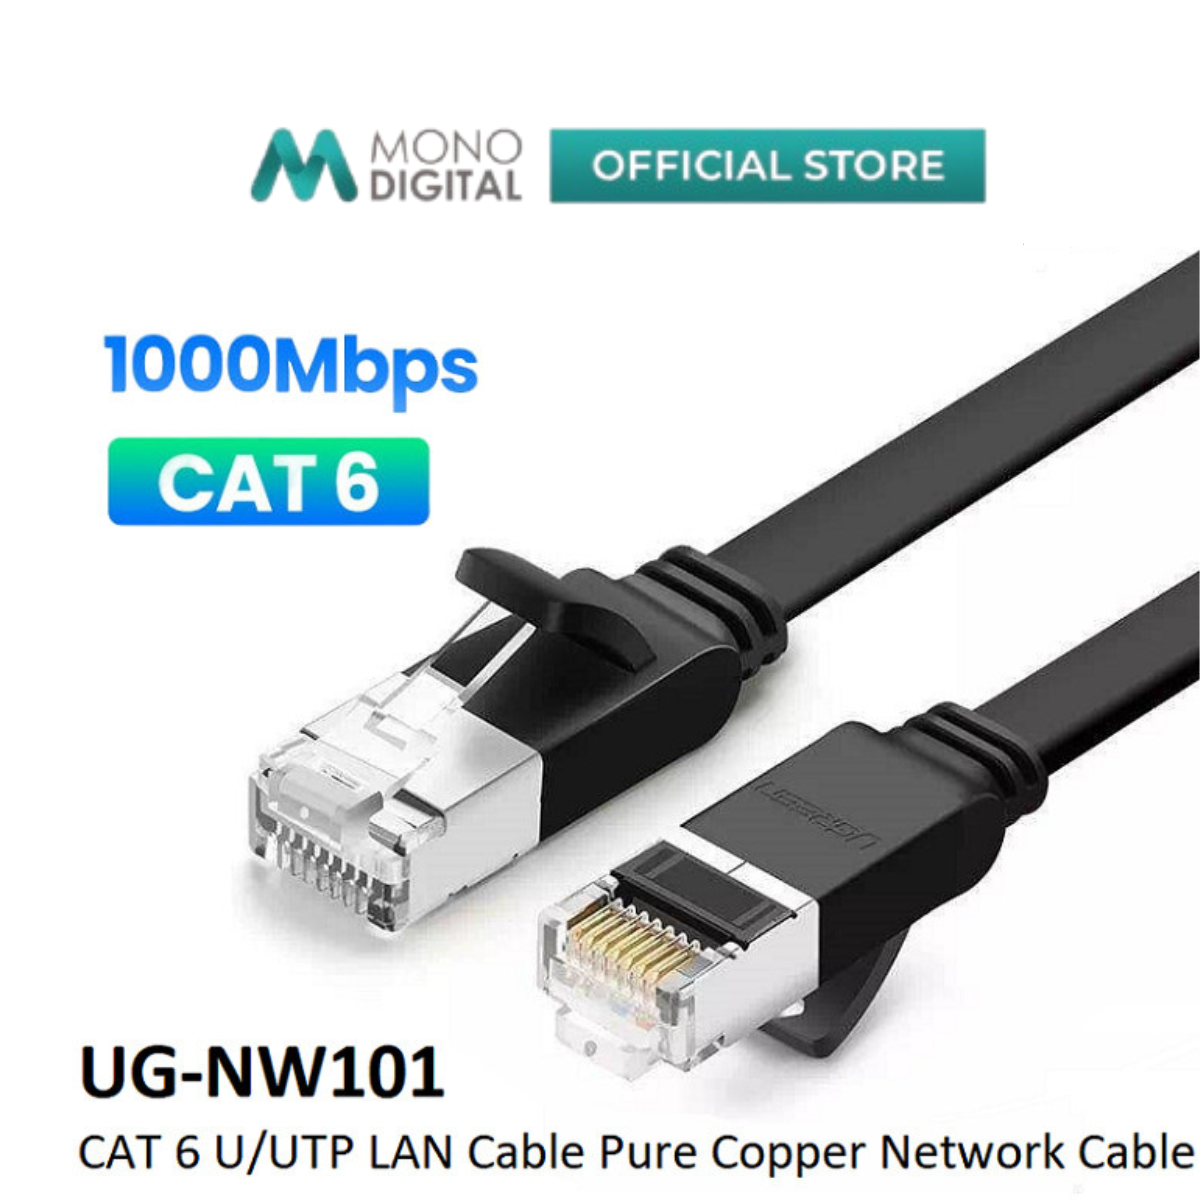 MONO
DIGITAL
OFFICIAL STORE
1000Mbps
CAT 6
UGREEN
UG-NW101
CAT 6 U/UTP LAN Cable Pure Copper Network Cable